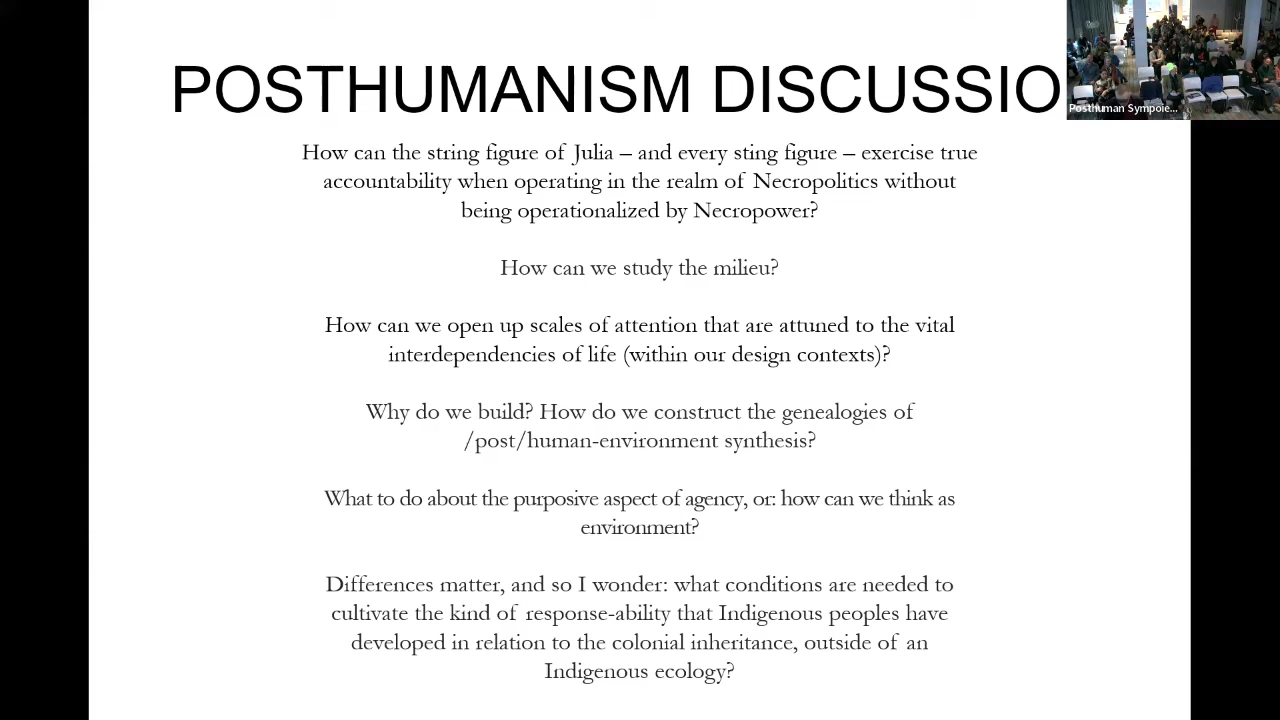 POSTHUMANISM DISCUSSIO
Posthuman Sympoie...
How can the string figure of Julia – and every sting figure – exercise true
accountability when operating in the realm of Necropolitics without
being operationalized by Necropower?
How can we study the milieu?
How can we open up scales of attention that are attuned to the vital
interdependencies of life (within our design contexts)?
Why do we build? How do we construct the genealogies of
/post/human-environment synthesis?
What to do about the purposive aspect of agency, or: how can we think as
environment?
Differences matter, and so I wonder: what conditions are needed to
cultivate the kind of response-ability that Indigenous peoples have
developed in relation to the colonial inheritance, outside of an
Indigenous ecology?